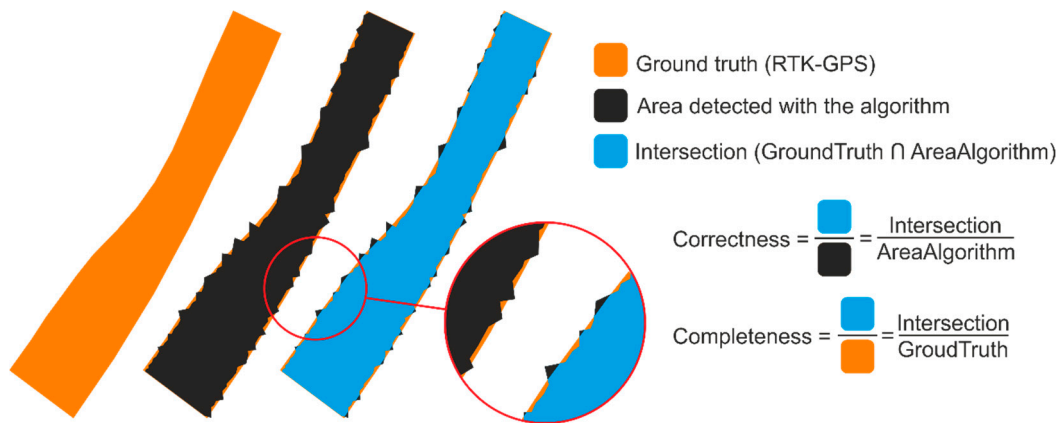 Ground truth (RTK-GPS)
Area detected with the algorithm
Intersection (GroundTruth ∩ AreaAlgorithm)
Correctness = = Intersection
AreaAlgorithm
Completeness = = Intersection
GroudTruth